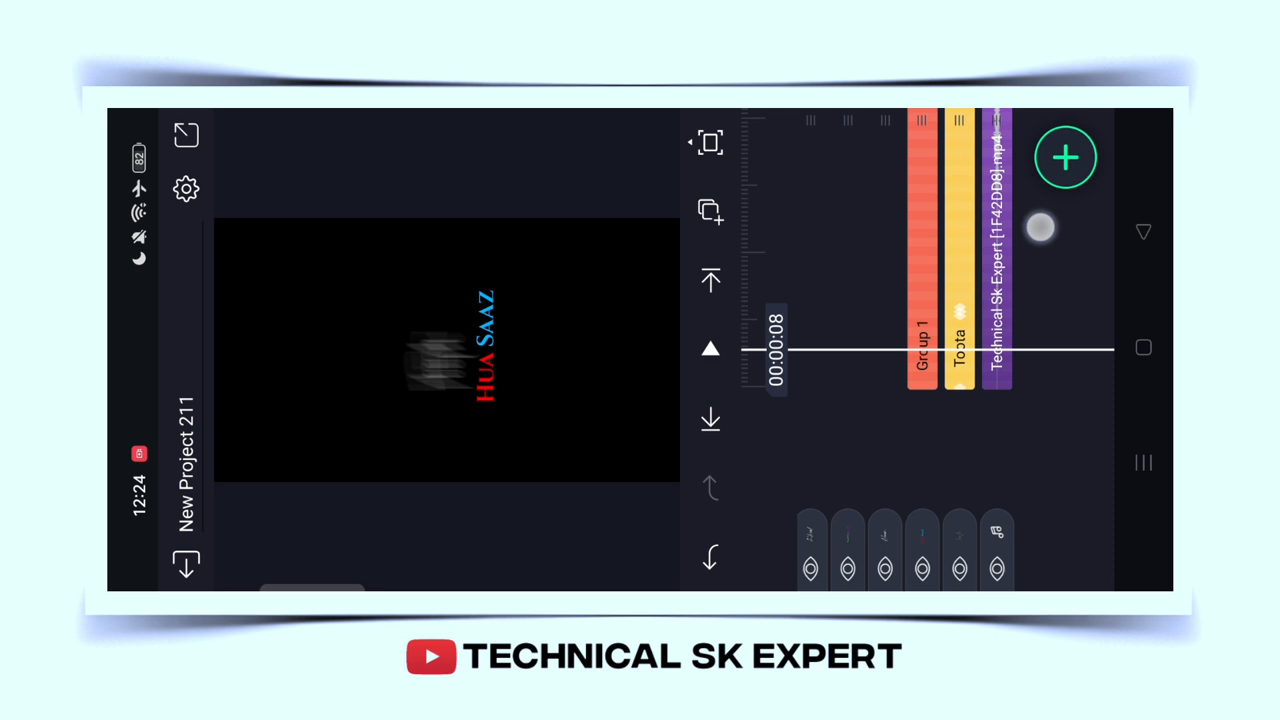 12:24
82
New Project 211
HUA SAAZ
00:00:08
Group 1
Toota
Technical Sk Expert [1F42DD8].mp4
TECHNICAL SK EXPERT